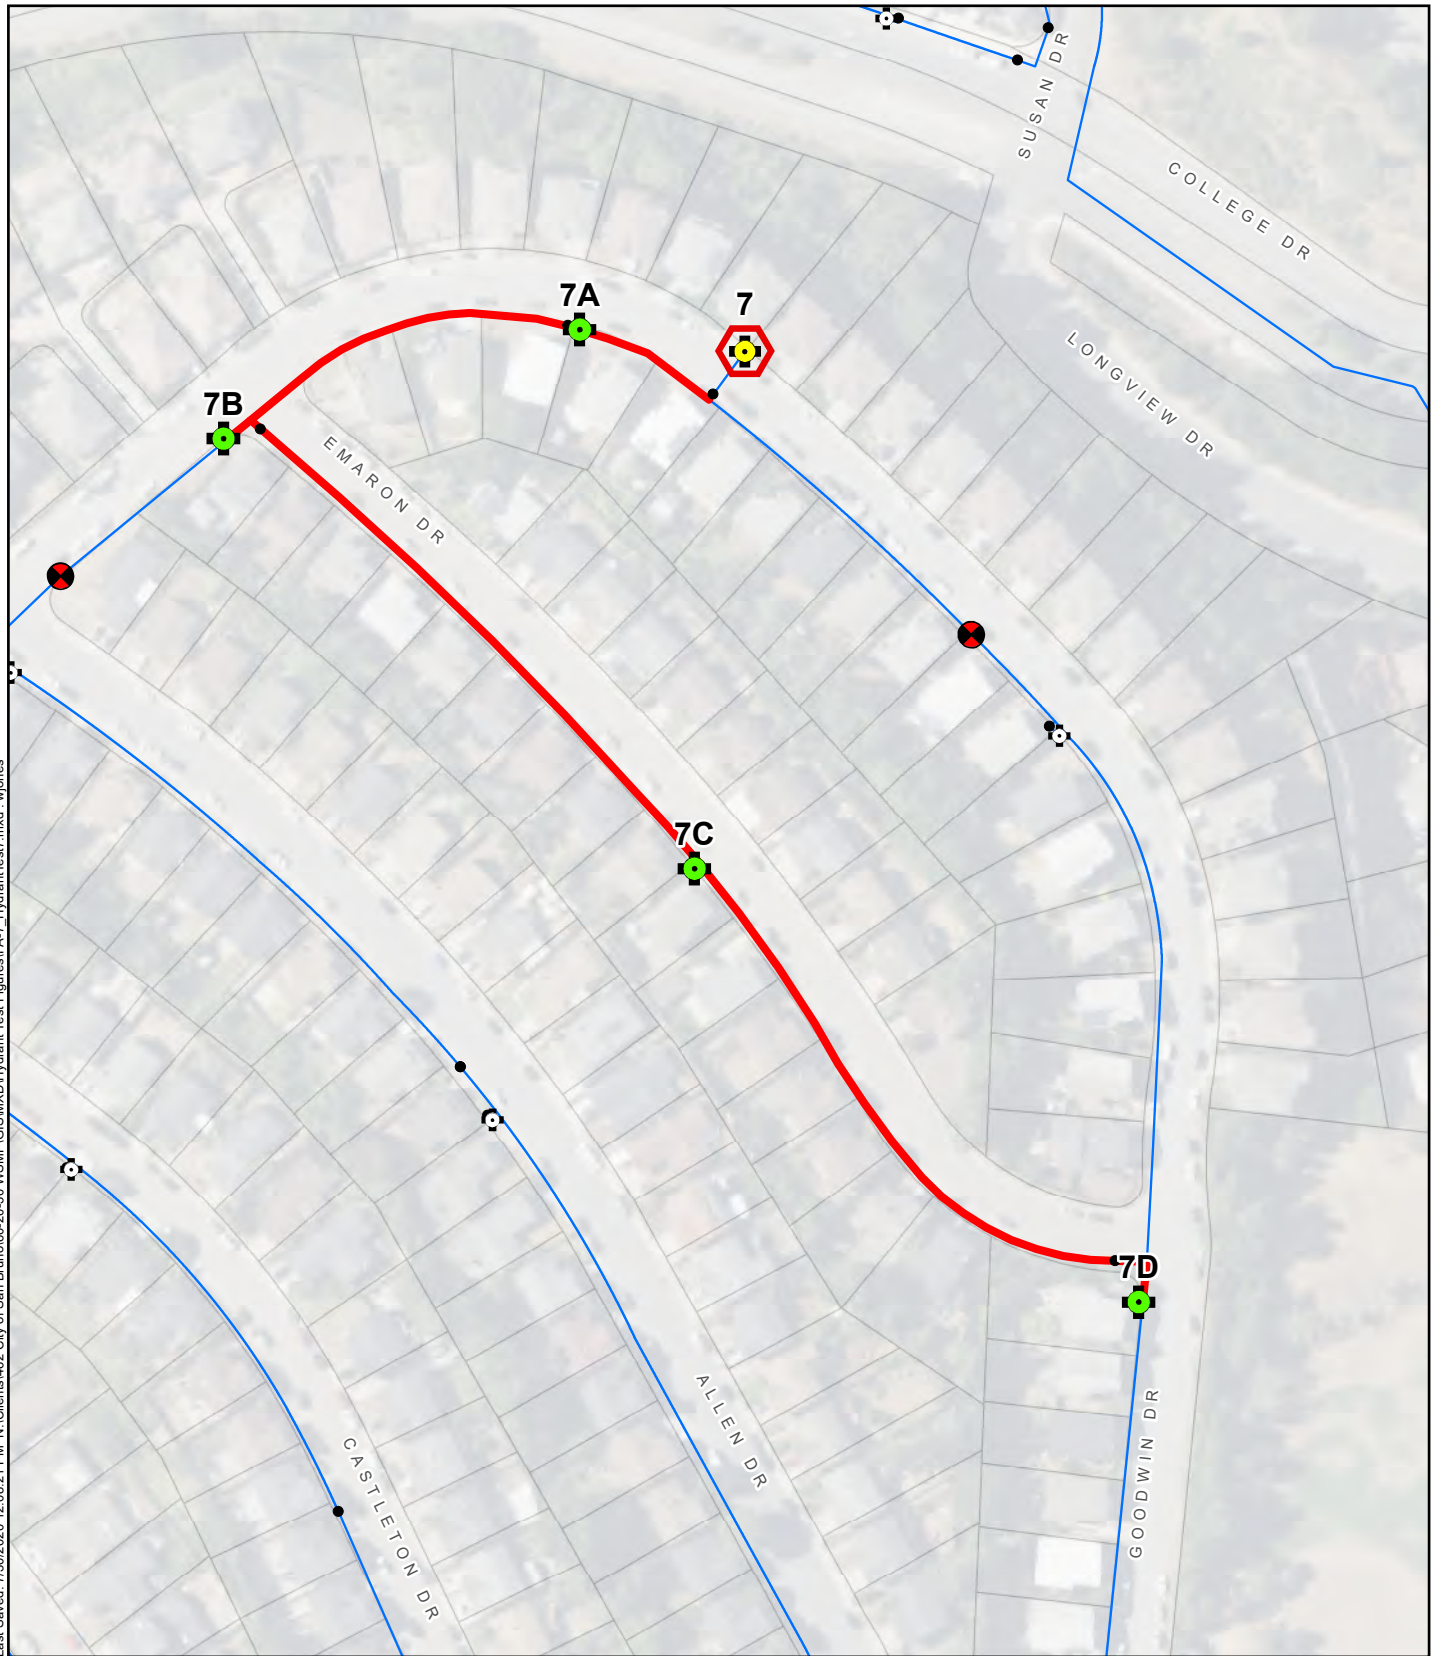 SUSAN DR
COLLEGE DR
7A
7
LONGVIEW DR
7B
EMARON DR
7C
7D
ALLEN DR
GOODWIN DR
CASTLETON DR